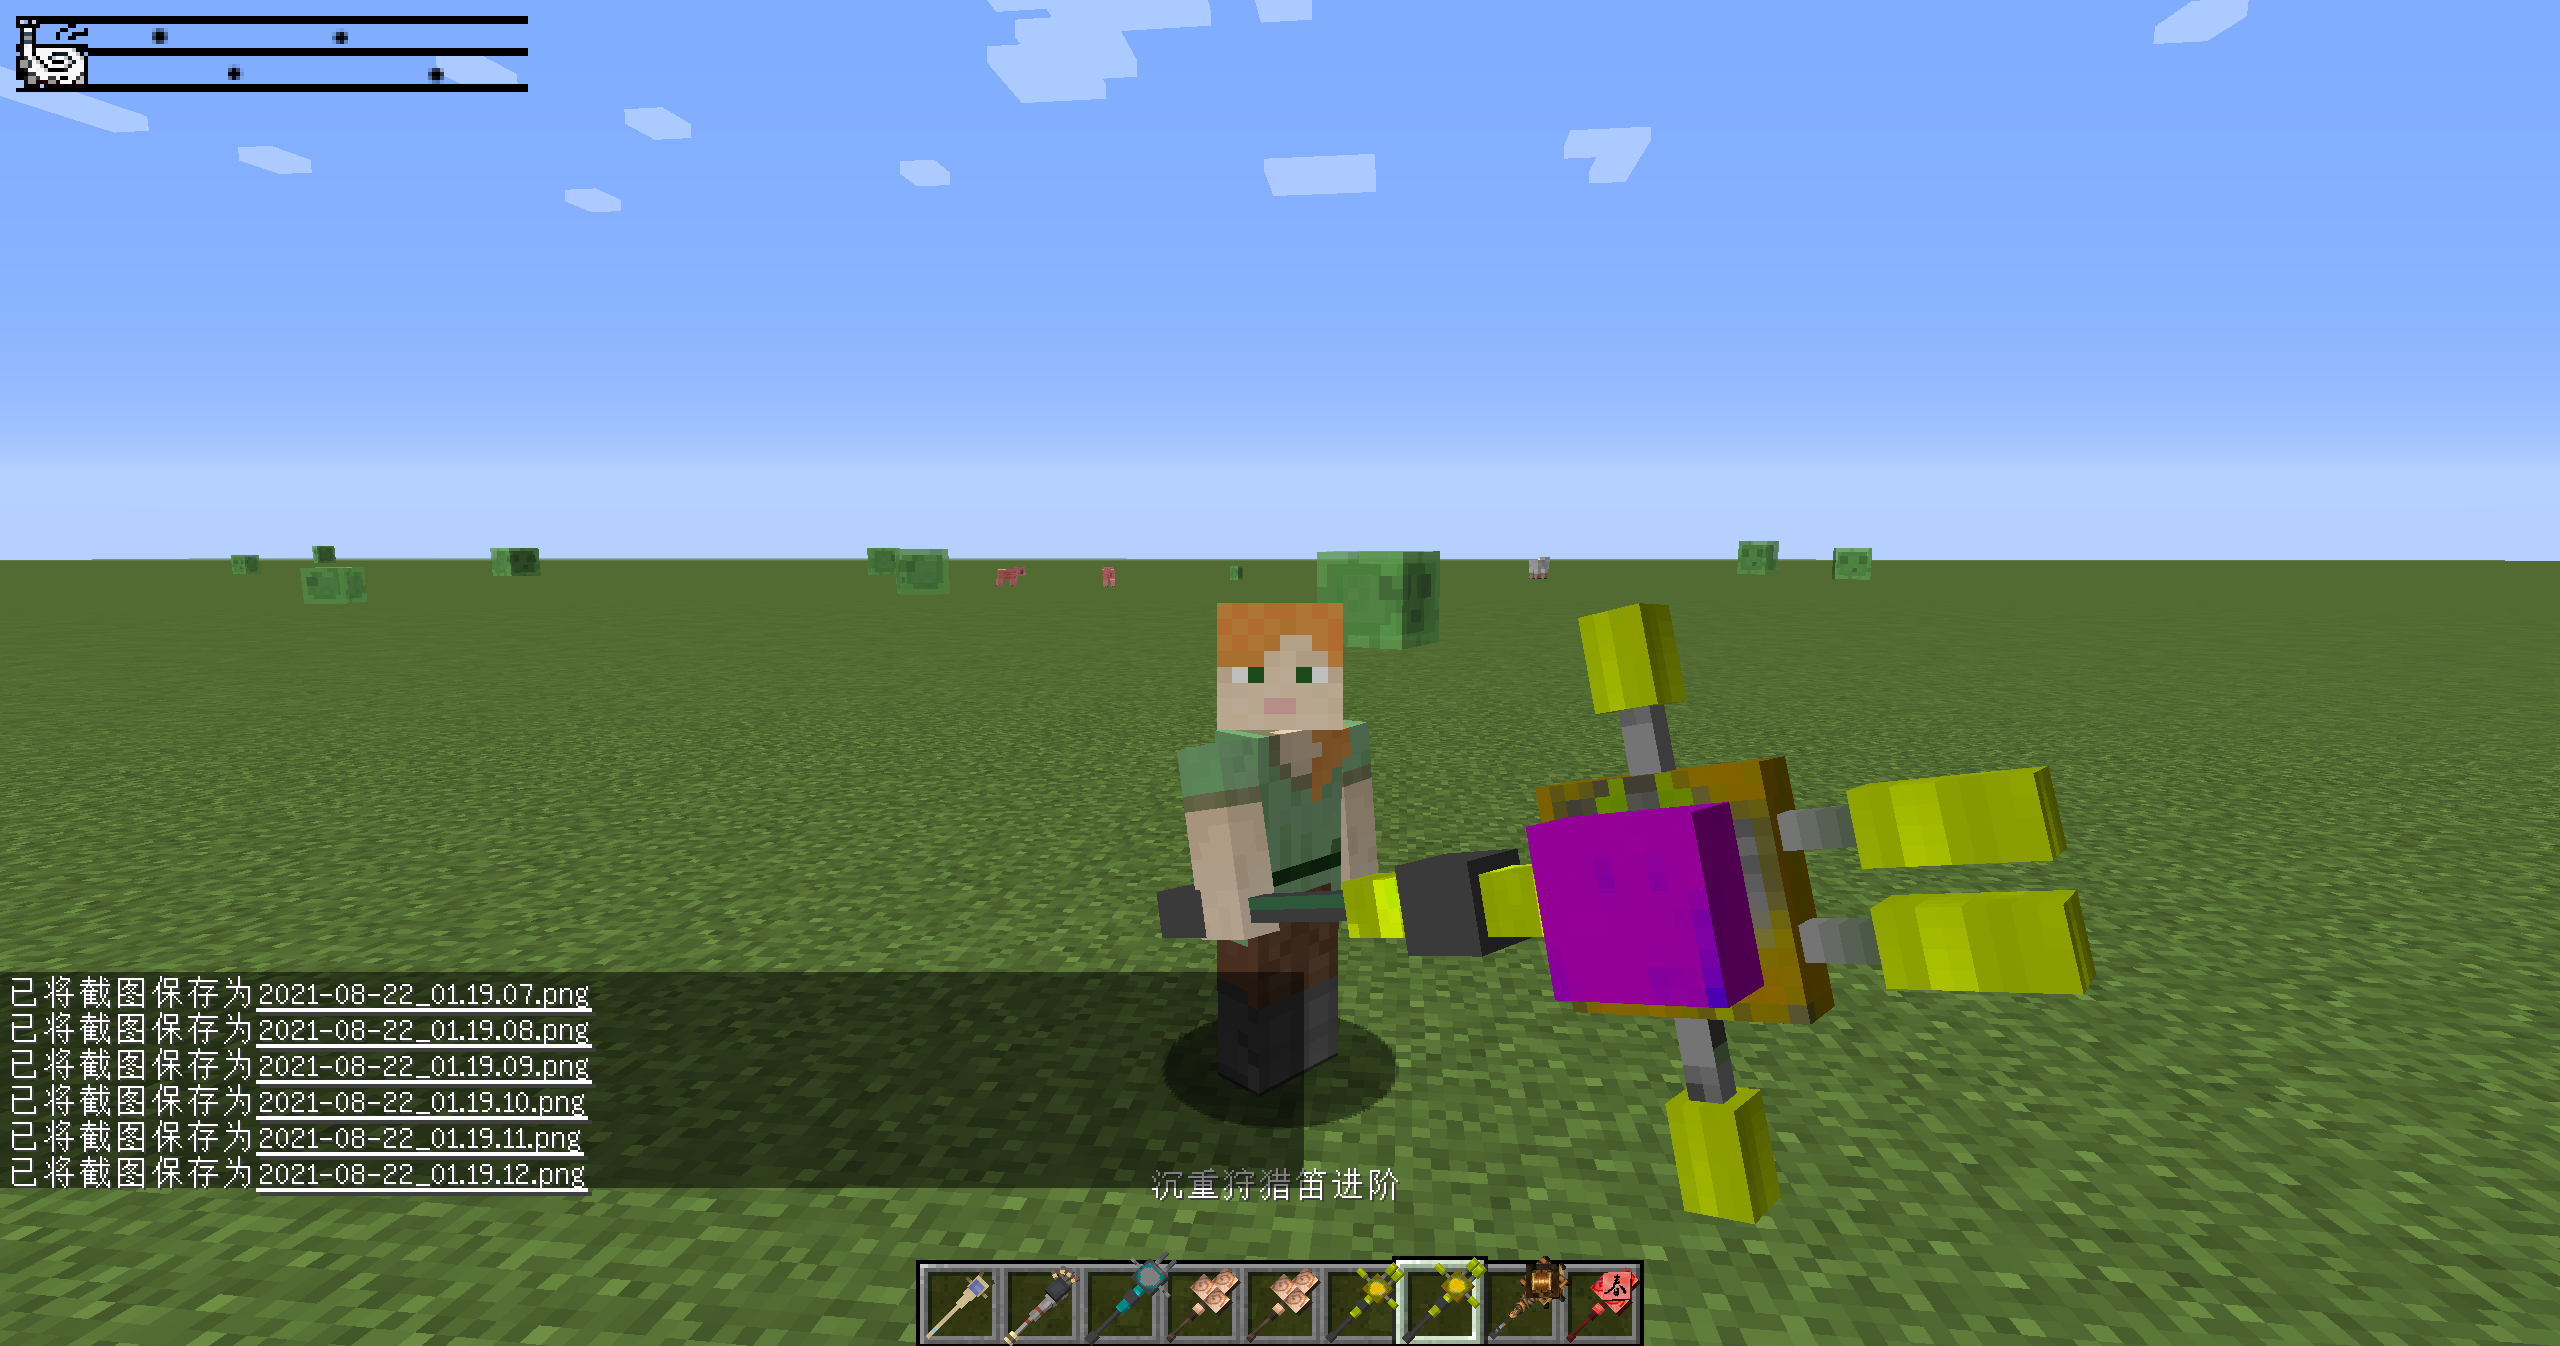 已将截图保存为2021-08-22_01.19.07.png
已将截图保存为2021-08-22_01.19.08.png
已将截图保存为2021-08-22_01.19.09.png
已将截图保存为2021-08-22_01.19.10.png
已将截图保存为2021-08-22_01.19.11.png
已将截图保存为2021-08-22_01.19.12.png
沉重狩猎笛进阶
春